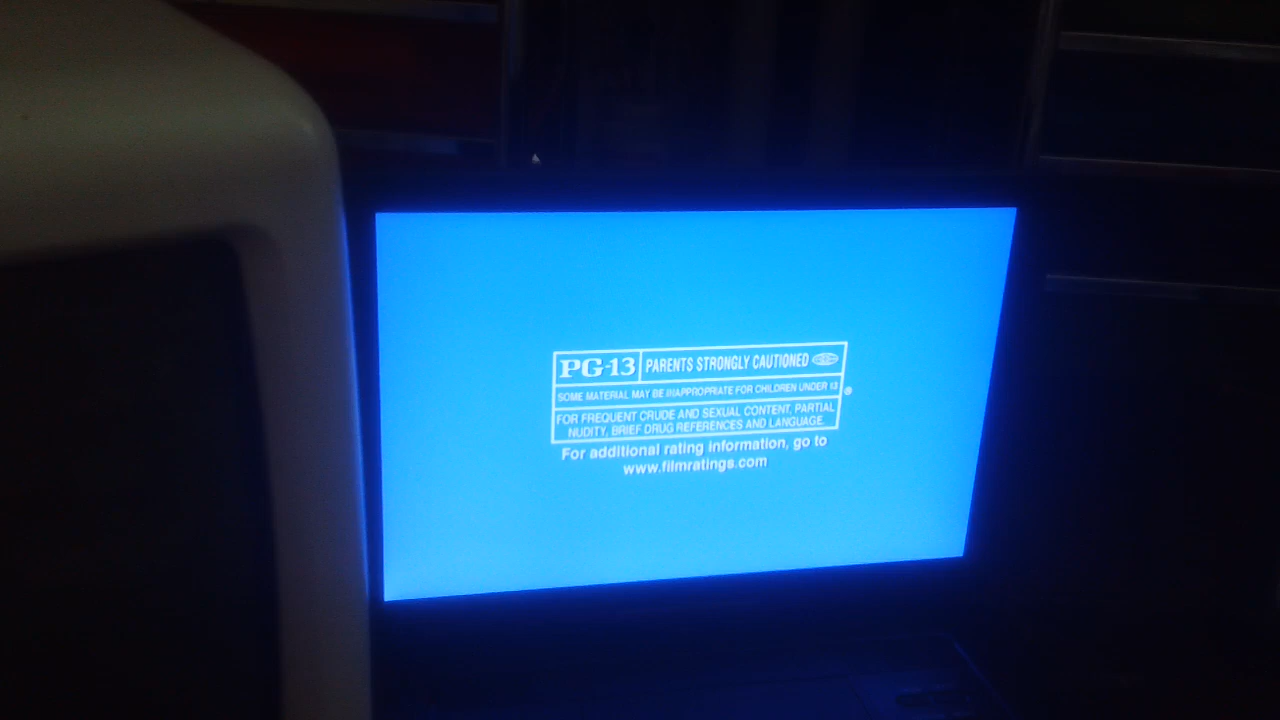 PG-13 PARENTS STRONGLY CAUTIONED
SOME MATERIAL MAY BE INAPPROPRIATE FOR CHILDREN UNDER 13
®
FOR FREQUENT CRUDE AND SEXUAL CONTENT, PARTIAL
NUDITY, BRIEF DRUG REFERENCES AND LANGUAGE.
For additional rating information, go to
www.filmratings.com